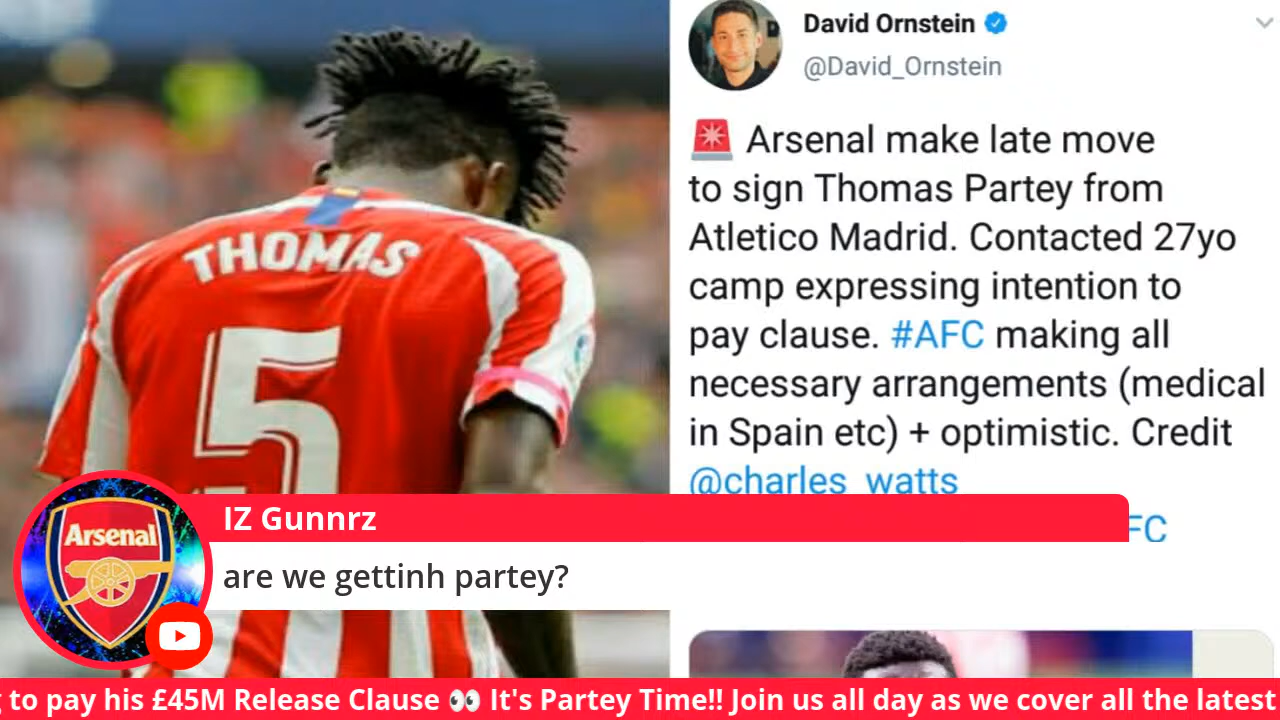 THOMAS
5
David Ornstein
@David_Ornstein
🚨 Arsenal make late move
to sign Thomas Partey from
Atletico Madrid. Contacted 27yo
camp expressing intention to
pay clause. #AFC making all
necessary arrangements (medical
in Spain etc) + optimistic. Credit
@charles_watts
FC
Arsenal
IZ Gunnrz
are we gettinh partey?
to pay his £45M Release Clause 👀 It's Partey Time!! Join us all day as we cover all the latest